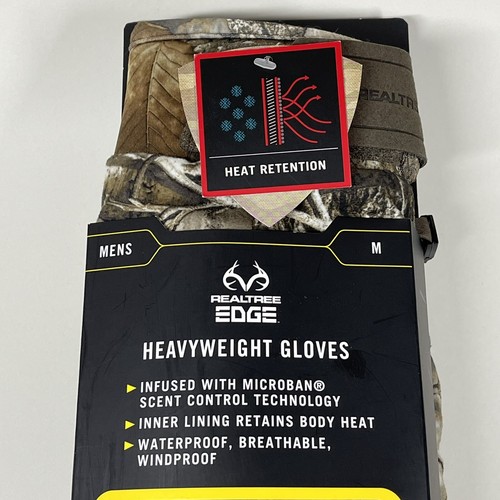 REALTREE
HEAT RETENTION
MENS
M
REALTREE
EDGE
HEAVYWEIGHT GLOVES
INFUSED WITH MICROBAN®
SCENT CONTROL TECHNOLOGY
INNER LINING RETAINS BODY HEAT
WATERPROOF, BREATHABLE,
WINDPROOF